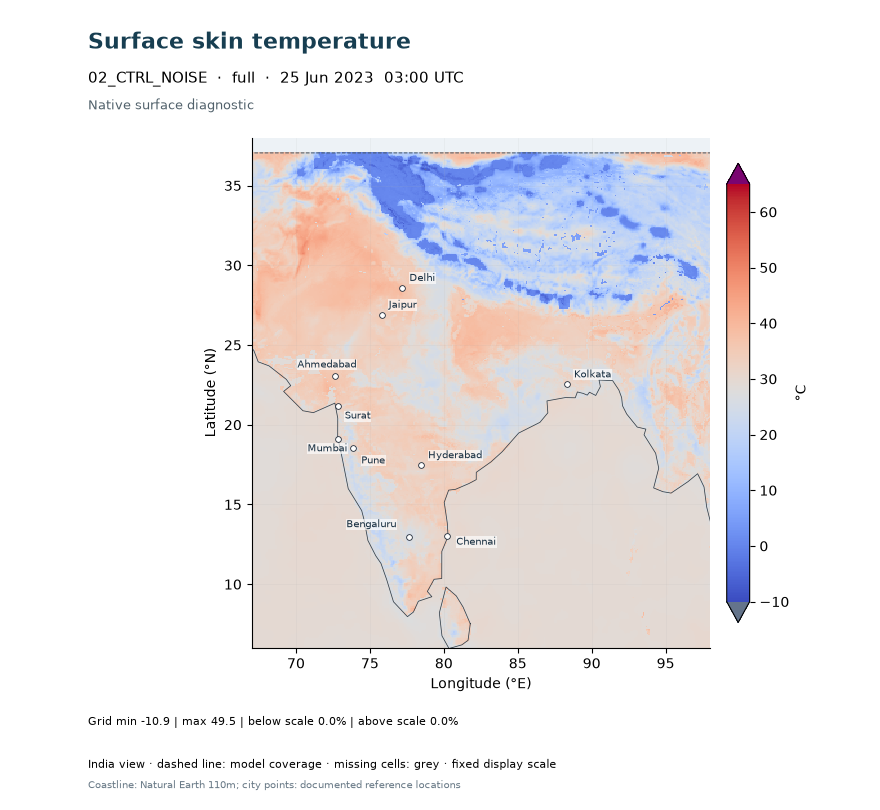 Surface skin temperature
02_CTRL_NOISE · full · 25 Jun 2023 03:00 UTC
Native surface diagnostic
35
30
25
20
15
10
Latitude (°N)
70
75
80
85
90
95
Longitude (°E)
Delhi
Jaipur
Ahmedabad
Kolkata
Surat
Mumbai
Pune
Hyderabad
Bengaluru
Chennai
60
50
40
30
20
10
0
−10
°C
Grid min -10.9 | max 49.5 | below scale 0.0% | above scale 0.0%
India view · dashed line: model coverage · missing cells: grey · fixed display scale
Coastline: Natural Earth 110m; city points: documented reference locations